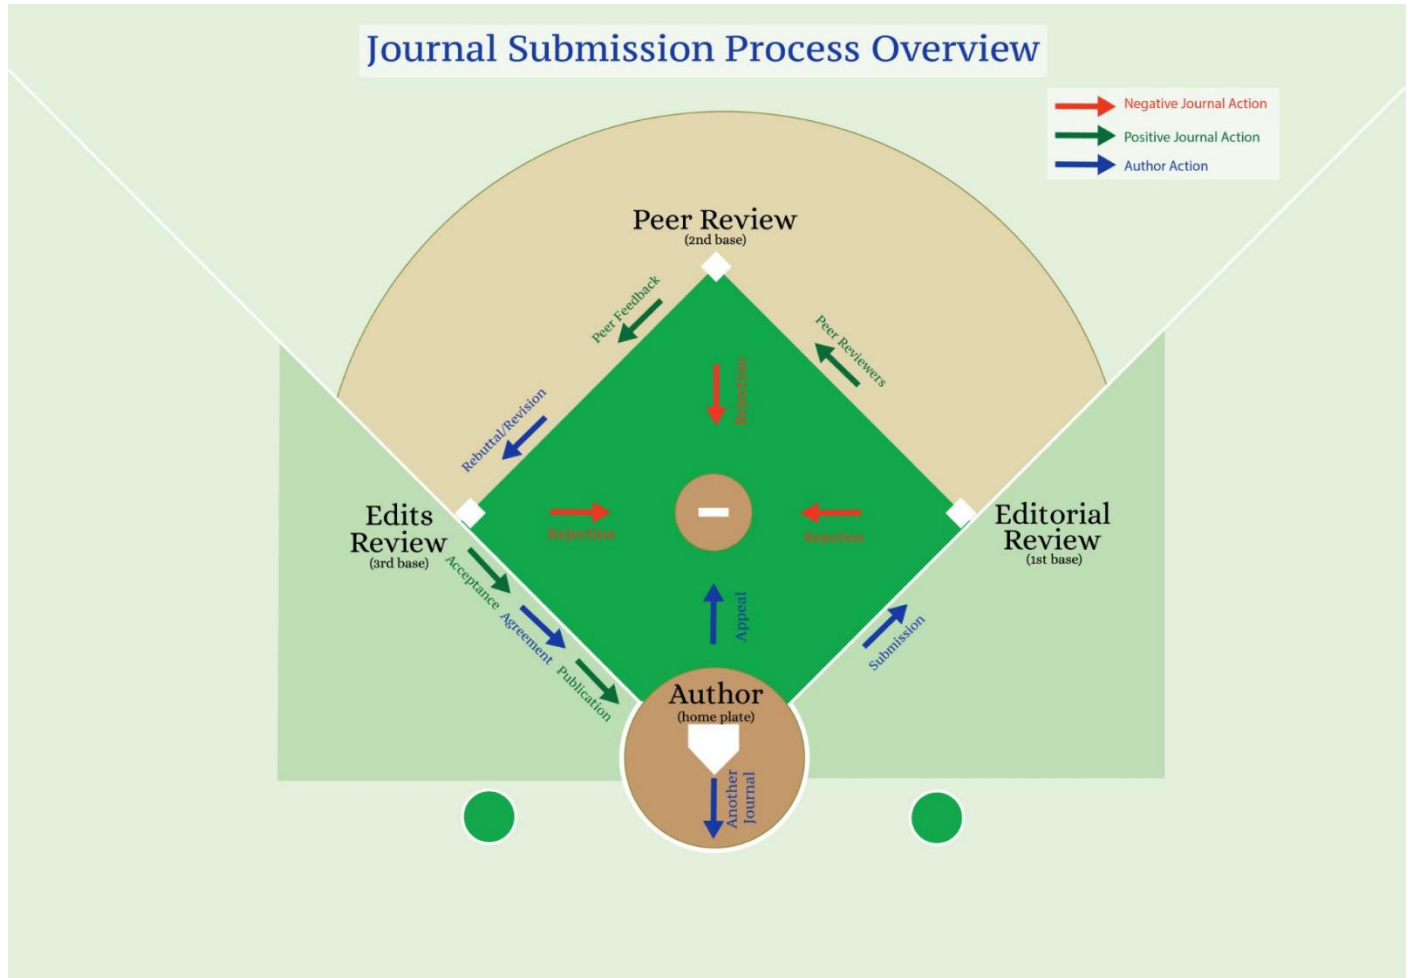 Journal Submission Process Overview
Negative Journal Action
Positive Journal Action
Author Action
Peer Review
(2nd base)
Peer Feedback
Peer Reviewers
Rejection
Rebuttal/Revision
Edits
Review
(3rd base)
Rejection
Rejection
Editorial
Review
(1st base)
Acceptance
Agreement
Publication
Appeal
Submission
Author
(home plate)
Another
Journal